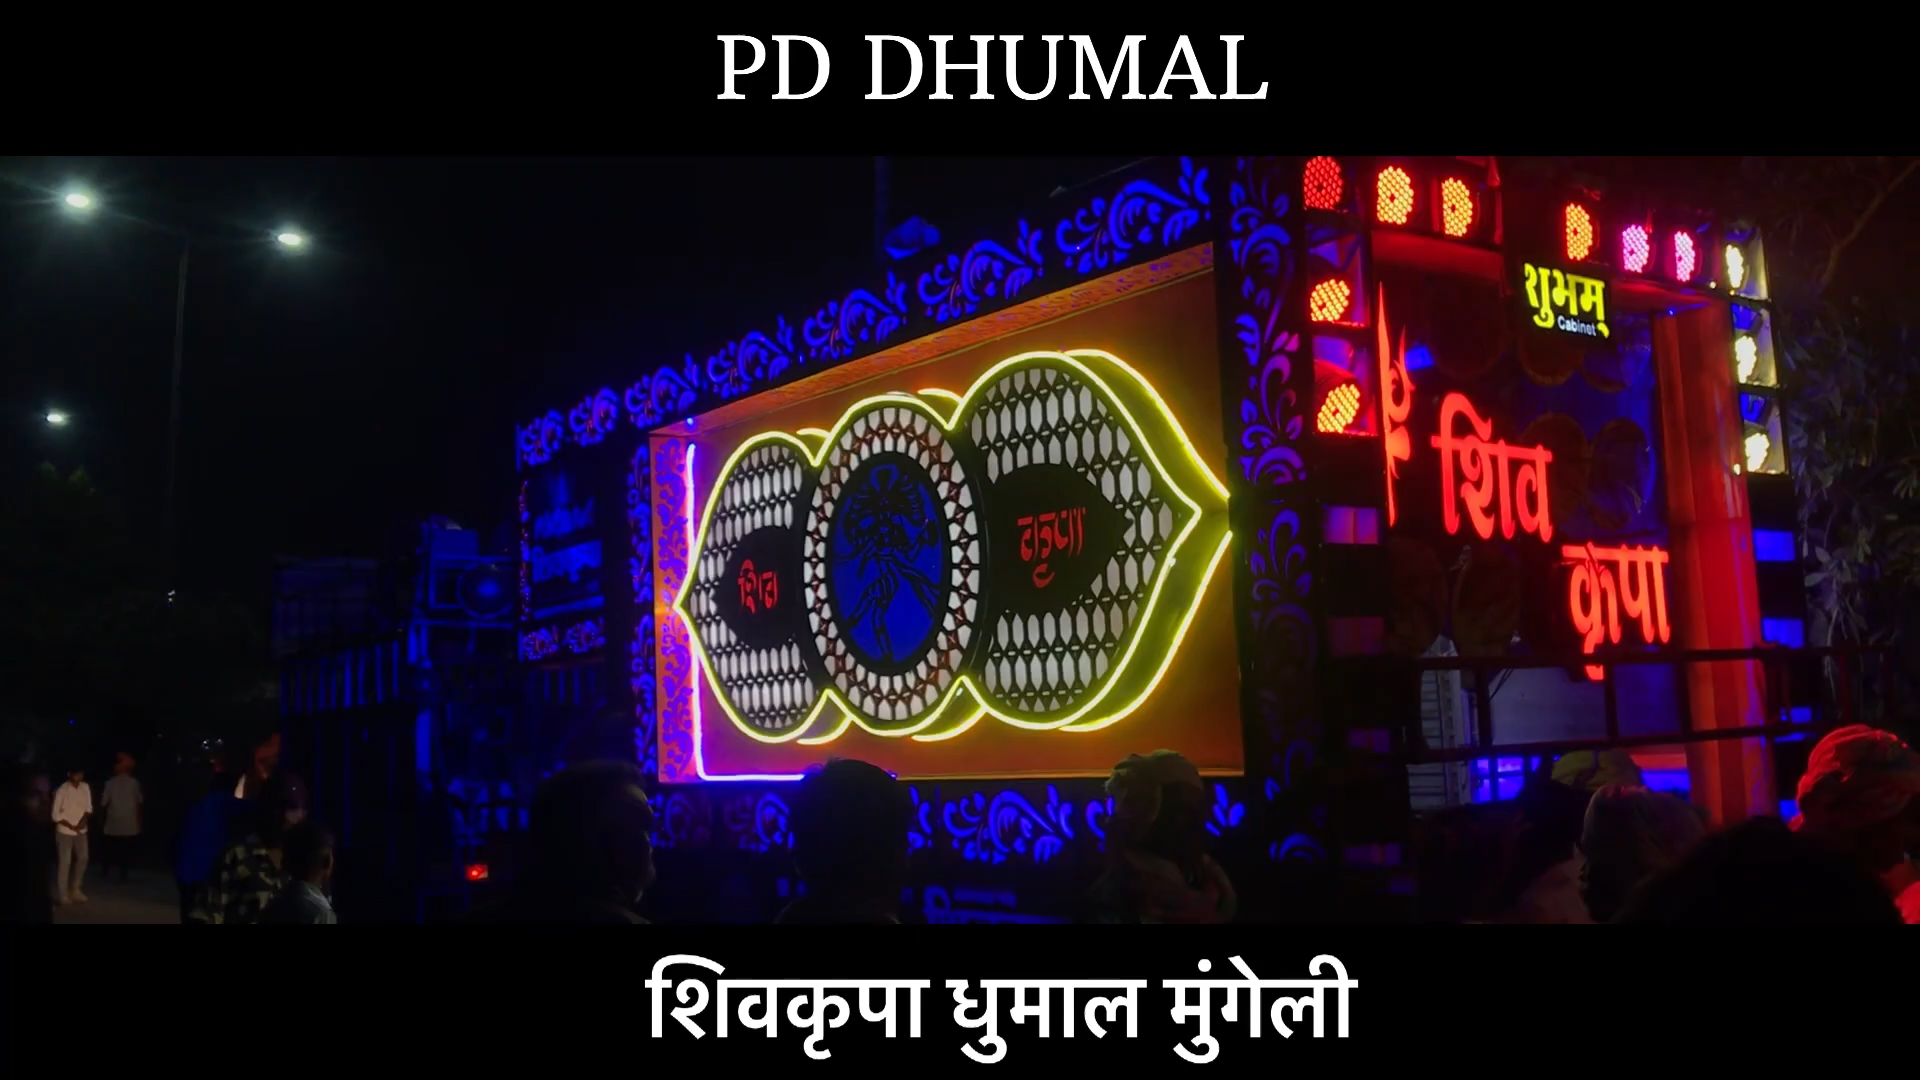 PD DHUMAL
शुभम्
Cabinet
शिव
कृपा
शिव
कृपा
शिवकृपा धुमाल मुंगेली